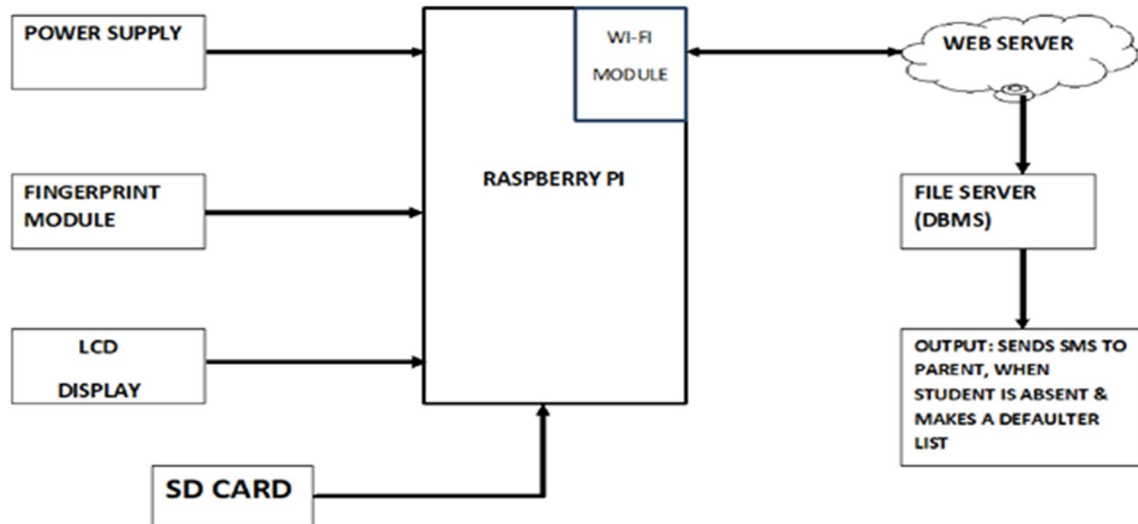 POWER SUPPLY
WI-FI
MODULE
WEB SERVER
RASPBERRY PI
FINGERPRINT
MODULE
FILE SERVER
(DBMS)
LCD
DISPLAY
OUTPUT: SENDS SMS TO
PARENT, WHEN
STUDENT IS ABSENT &
MAKES A DEFAULTER
LIST
SD CARD